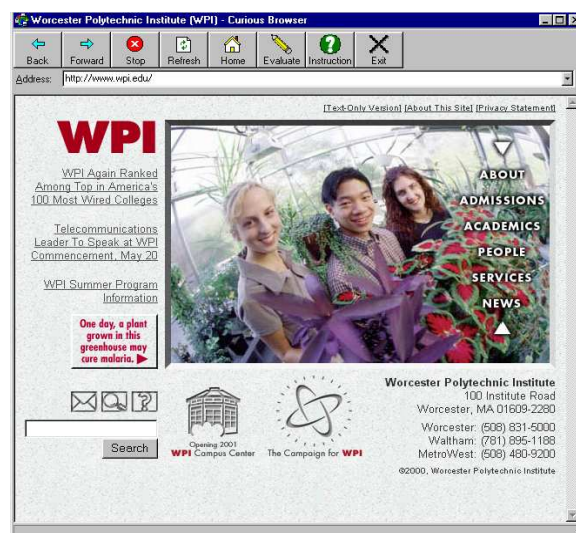 Worcester Polytechnic Institute (WPI) - Curious Browser
Back Forward Stop Refresh Home Evaluate Instruction Exit
Address: http://www.wpi.edu/
[Text-Only Version] [About This Site] [Privacy Statement]
WPI
WPI Again Ranked
Among Top in America's
100 Most Wired Colleges
Telecommunications
Leader To Speak at WPI
Commencement, May 20
WPI Summer Program
Information
One day, a plant
grown in this
greenhouse may
cure malaria.
ABOUT
ADMISSIONS
ACADEMICS
PEOPLE
SERVICES
NEWS
Search
Opening 2001
WPI Campus Center
The Campaign for WPI
Worcester Polytechnic Institute
100 Institute Road
Worcester, MA 01609-2280
Worcester: (508) 831-5000
Waltham: (781) 895-1188
MetroWest: (508) 480-9200
©2000, Worcester Polytechnic Institute